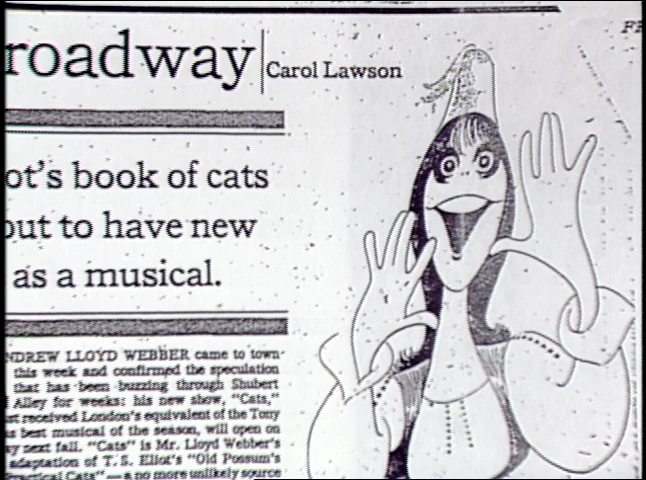 roadway
Carol Lawson
ot's book of cats
out to have new
as a musical.
NDREW LLOYD WEBBER came to town
this week and confirmed the speculation
that has been buzzing through Shubert
Alley for weeks: his new show, "Cats,"
st received London's equivalent of the Tony
s best musical of the season, will open on
y next fall. "Cats" is Mr. Lloyd Webber's
adaptation of T. S. Eliot's "Old Possum's
Practical Cats" — a no more unlikely source